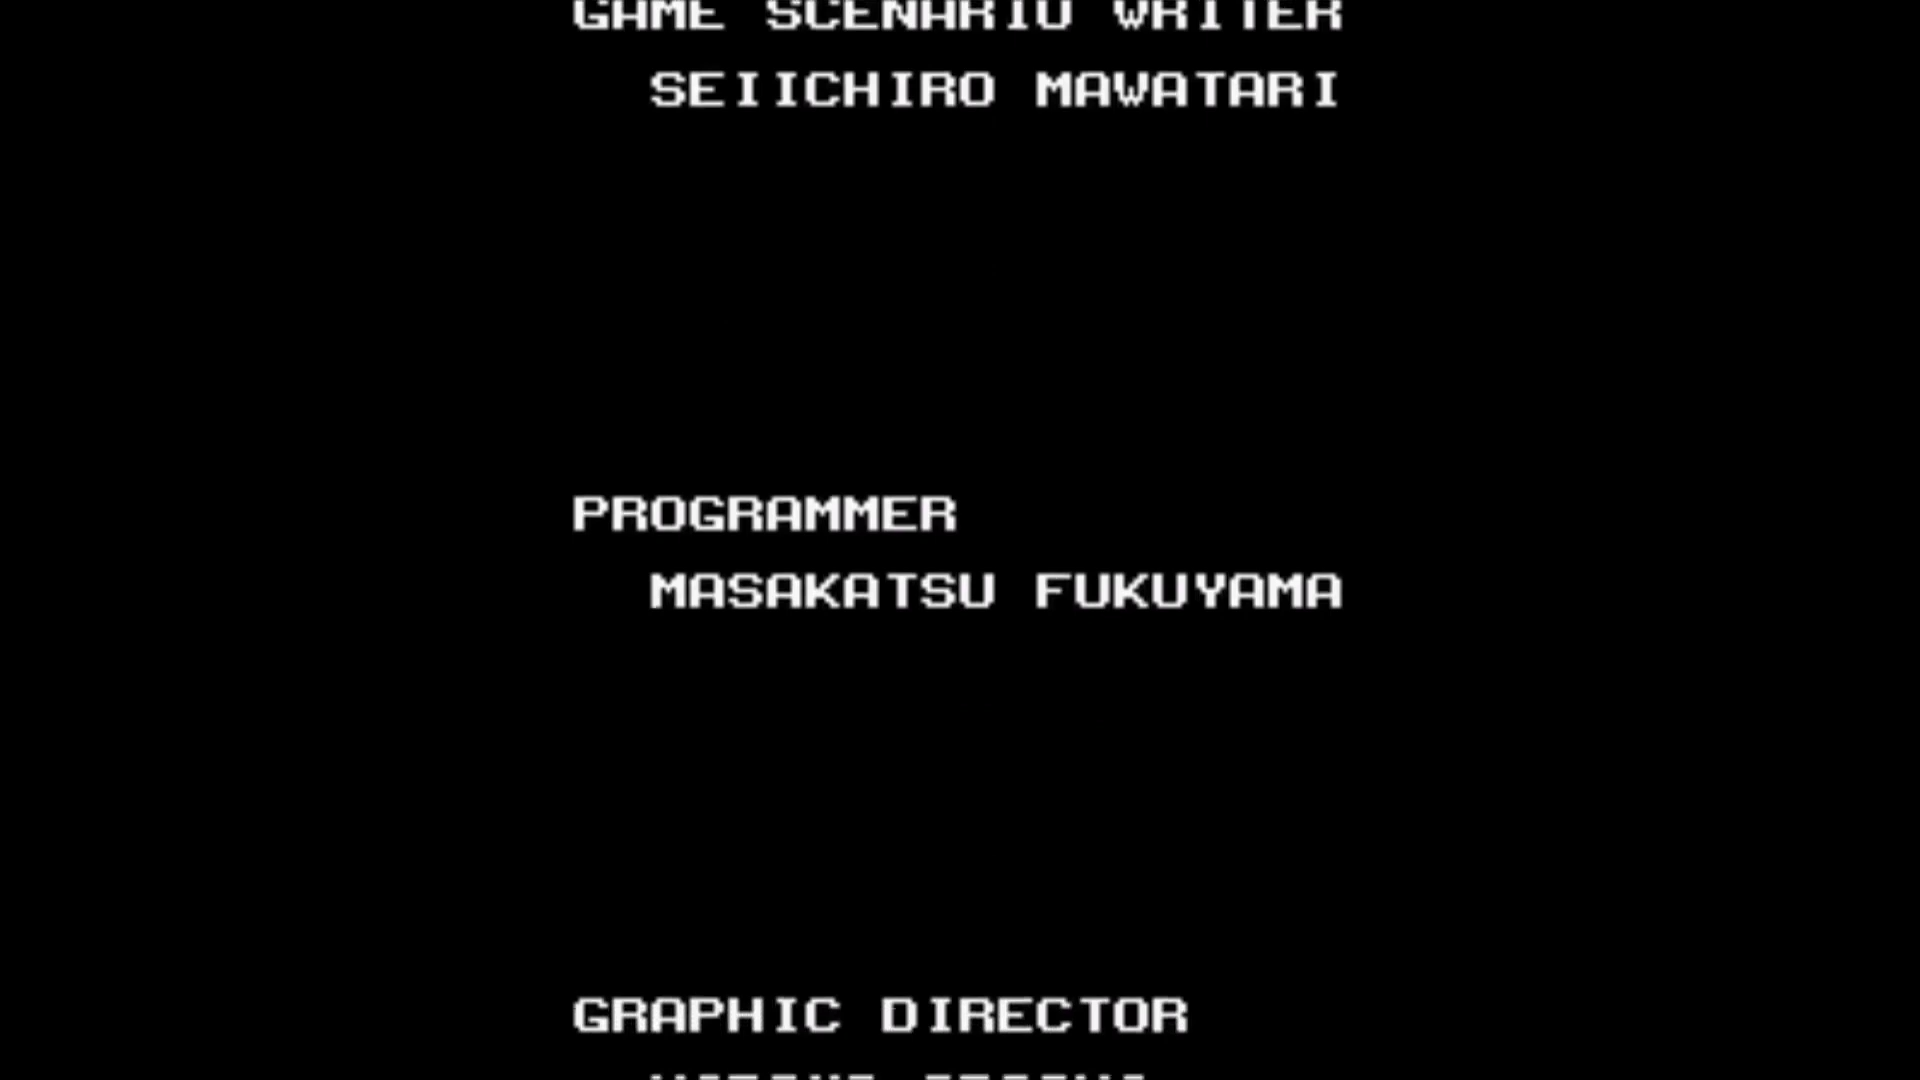 GAME SCENARIO WRITER
SEIICHIRO MAWATARI
PROGRAMMER
MASAKATSU FUKUYAMA
GRAPHIC DIRECTOR